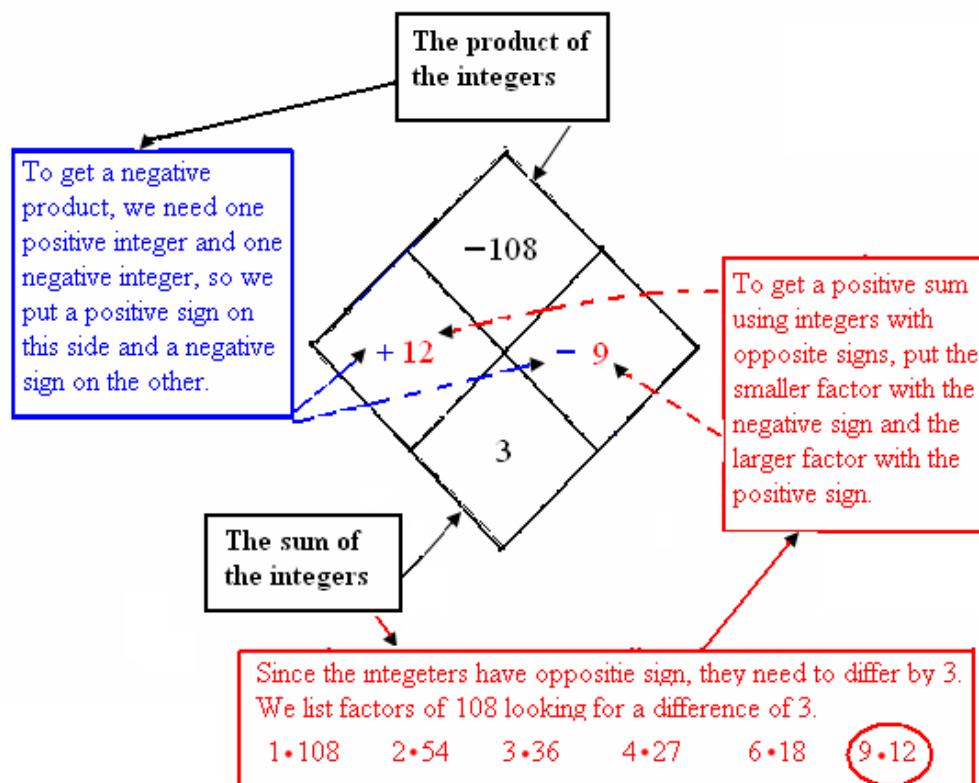 The product of
the integers
To get a negative
product, we need one
positive integer and one
negative integer, so we
put a positive sign on
this side and a negative
sign on the other.
−108
+ 12
− 9
3
To get a positive sum
using integers with
opposite signs, put the
smaller factor with the
negative sign and the
larger factor with the
positive sign.
The sum of
the integers
Since the integeters have oppositie sign, they need to differ by 3.
We list factors of 108 looking for a difference of 3.
1•108 2•54 3•36 4•27 6•18 9•12